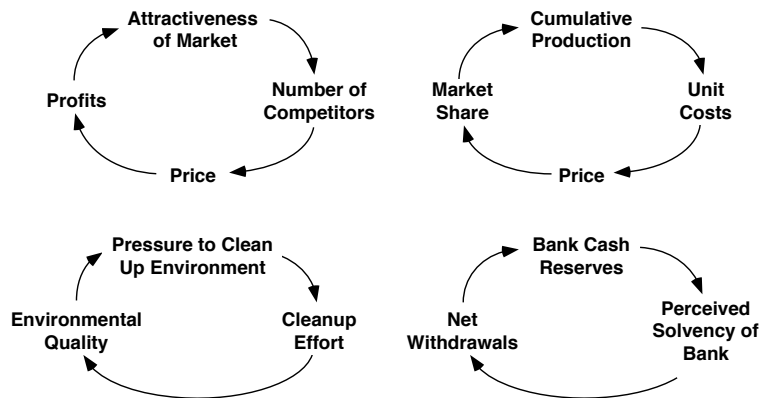 Attractiveness
of Market
Number of
Competitors
Price
Profits
Cumulative
Production
Unit
Costs
Price
Market
Share
Pressure to Clean
Up Environment
Cleanup
Effort
Environmental
Quality
Bank Cash
Reserves
Perceived
Solvency of
Bank
Net
Withdrawals